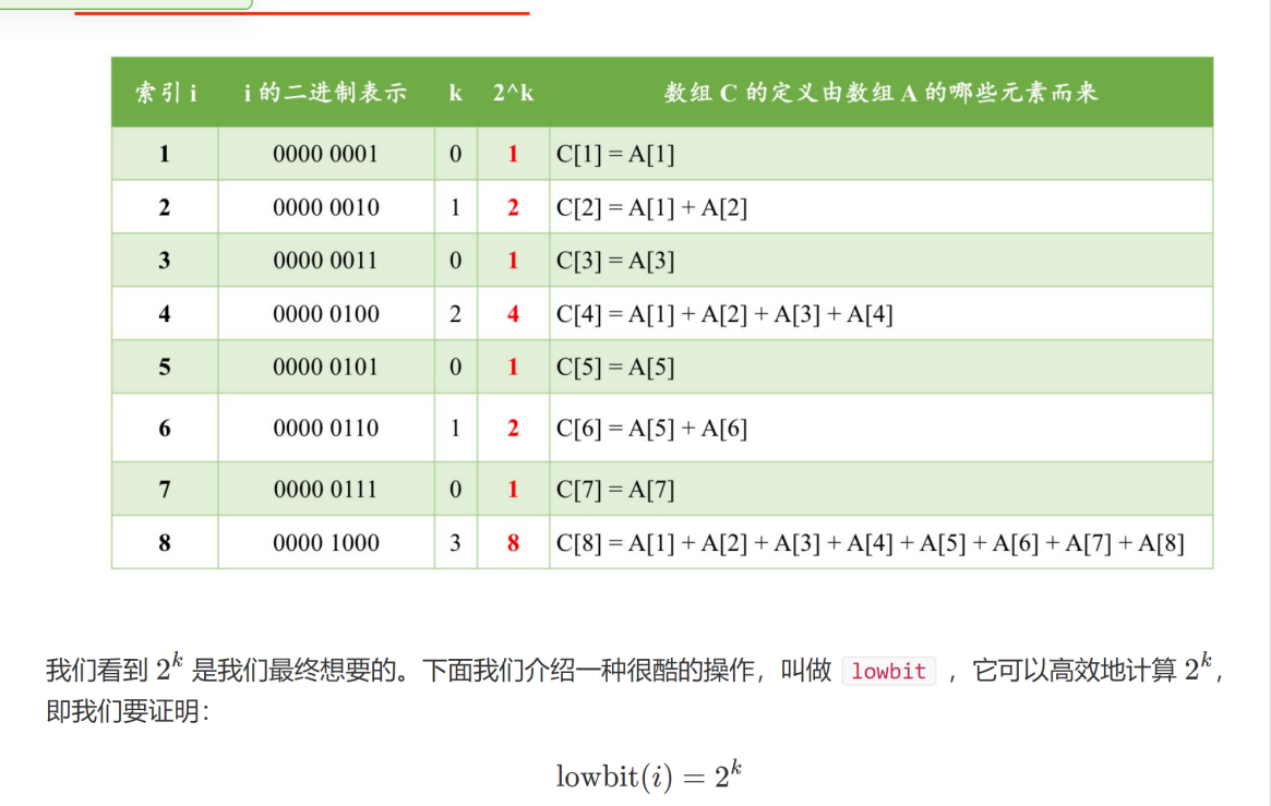 索引 i i 的二进制表示 k 2^k 数组 C 的定义由数组 A 的哪些元素而来
1 0000 0001 0 1 C[1] = A[1]
2 0000 0010 1 2 C[2] = A[1] + A[2]
3 0000 0011 0 1 C[3] = A[3]
4 0000 0100 2 4 C[4] = A[1] + A[2] + A[3] + A[4]
5 0000 0101 0 1 C[5] = A[5]
6 0000 0110 1 2 C[6] = A[5] + A[6]
7 0000 0111 0 1 C[7] = A[7]
8 0000 1000 3 8 C[8] = A[1] + A[2] + A[3] + A[4] + A[5] + A[6] + A[7] + A[8]
我们看到 2^k 是我们最终想要的。下面我们介绍一种很酷的操作，叫做 lowbit ，它可以高效地计算 2^k，
即我们要证明：
lowbit(i) = 2^k